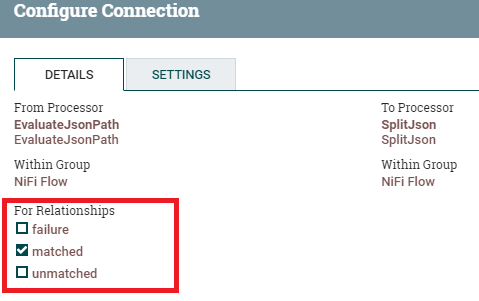 Configure Connection
DETAILS
SETTINGS
From Processor
EvaluateJsonPath
EvaluateJsonPath
Within Group
NiFi Flow
To Processor
SplitJson
SplitJson
Within Group
NiFi Flow
For Relationships
failure
matched
unmatched